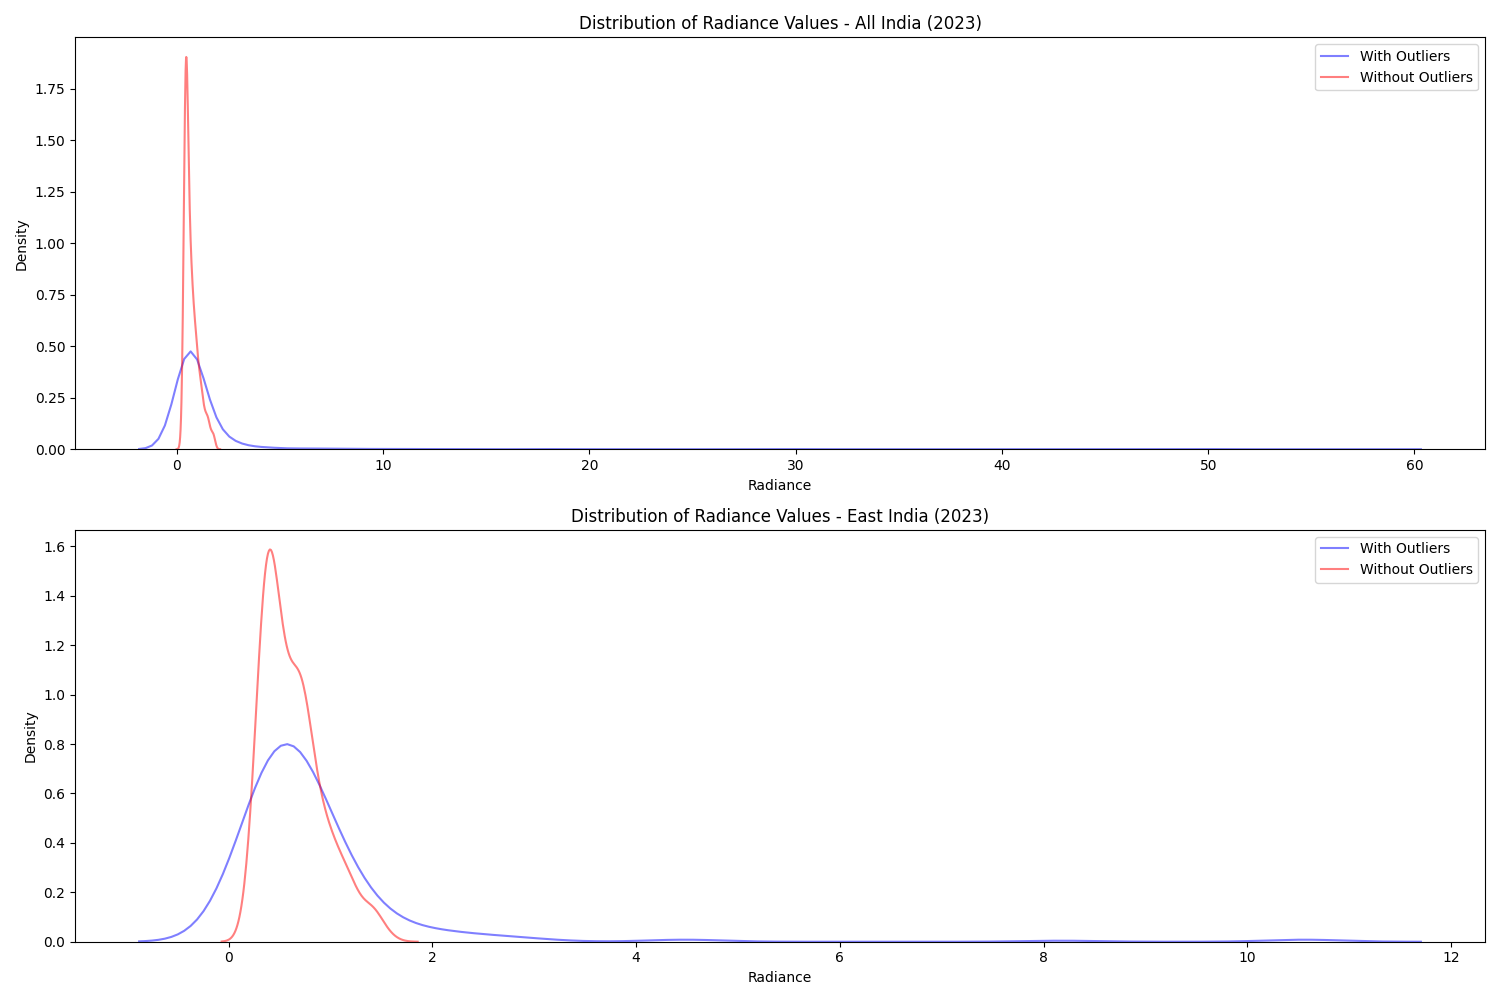 Distribution of Radiance Values - All India (2023)
With Outliers
Without Outliers
Density
1.75
1.50
1.25
1.00
0.75
0.50
0.25
0.00
0 10 20 30 40 50 60
Radiance
Distribution of Radiance Values - East India (2023)
With Outliers
Without Outliers
Density
1.6
1.4
1.2
1.0
0.8
0.6
0.4
0.2
0.0
0 2 4 6 8 10 12
Radiance